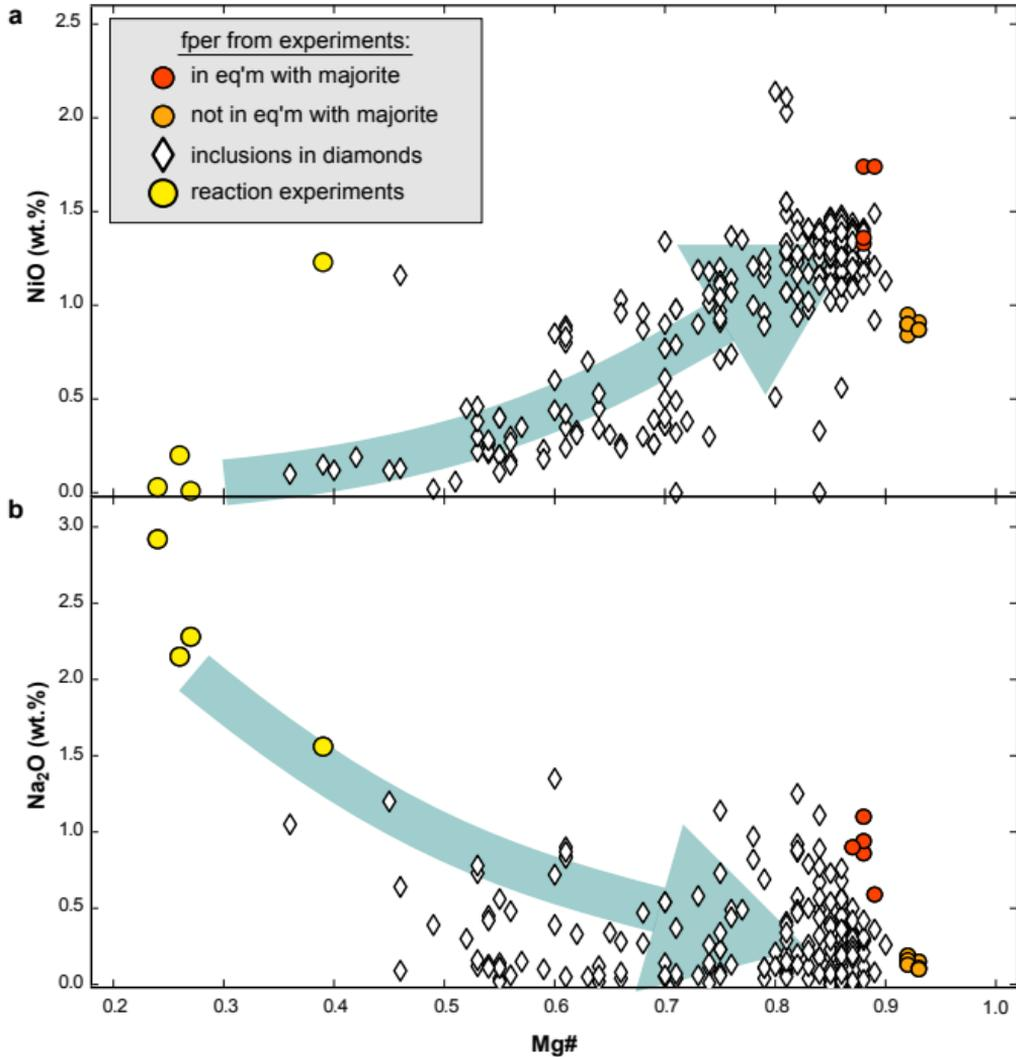 a
2.5
fper from experiments:
in eq'm with majorite
not in eq'm with majorite
inclusions in diamonds
reaction experiments
2.0
1.5
1.0
0.5
0.0
NiO (wt.%)
b
3.0
2.5
2.0
1.5
1.0
0.5
0.0
Na₂O (wt.%)
0.2 0.3 0.4 0.5 0.6 0.7 0.8 0.9 1.0
Mg#